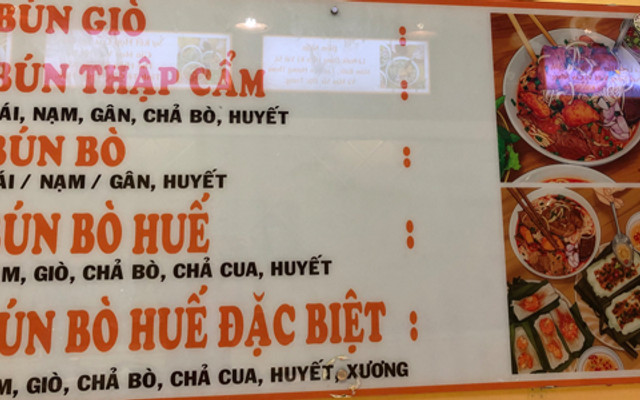 BÚN GIÒ :
BÚN THẬP CẨM :
ÁI, NẠM, GÂN, CHẢ BÒ, HUYẾT
BÚN BÒ :
ÁI / NẠM / GÂN, HUYẾT
BÚN BÒ HUẾ :
M, GIÒ, CHẢ BÒ, CHẢ CUA, HUYẾT
ÚN BÒ HUẾ ĐẶC BIỆT :
M, GIÒ, CHẢ BÒ, CHẢ CUA, HUYẾT, XƯƠNG